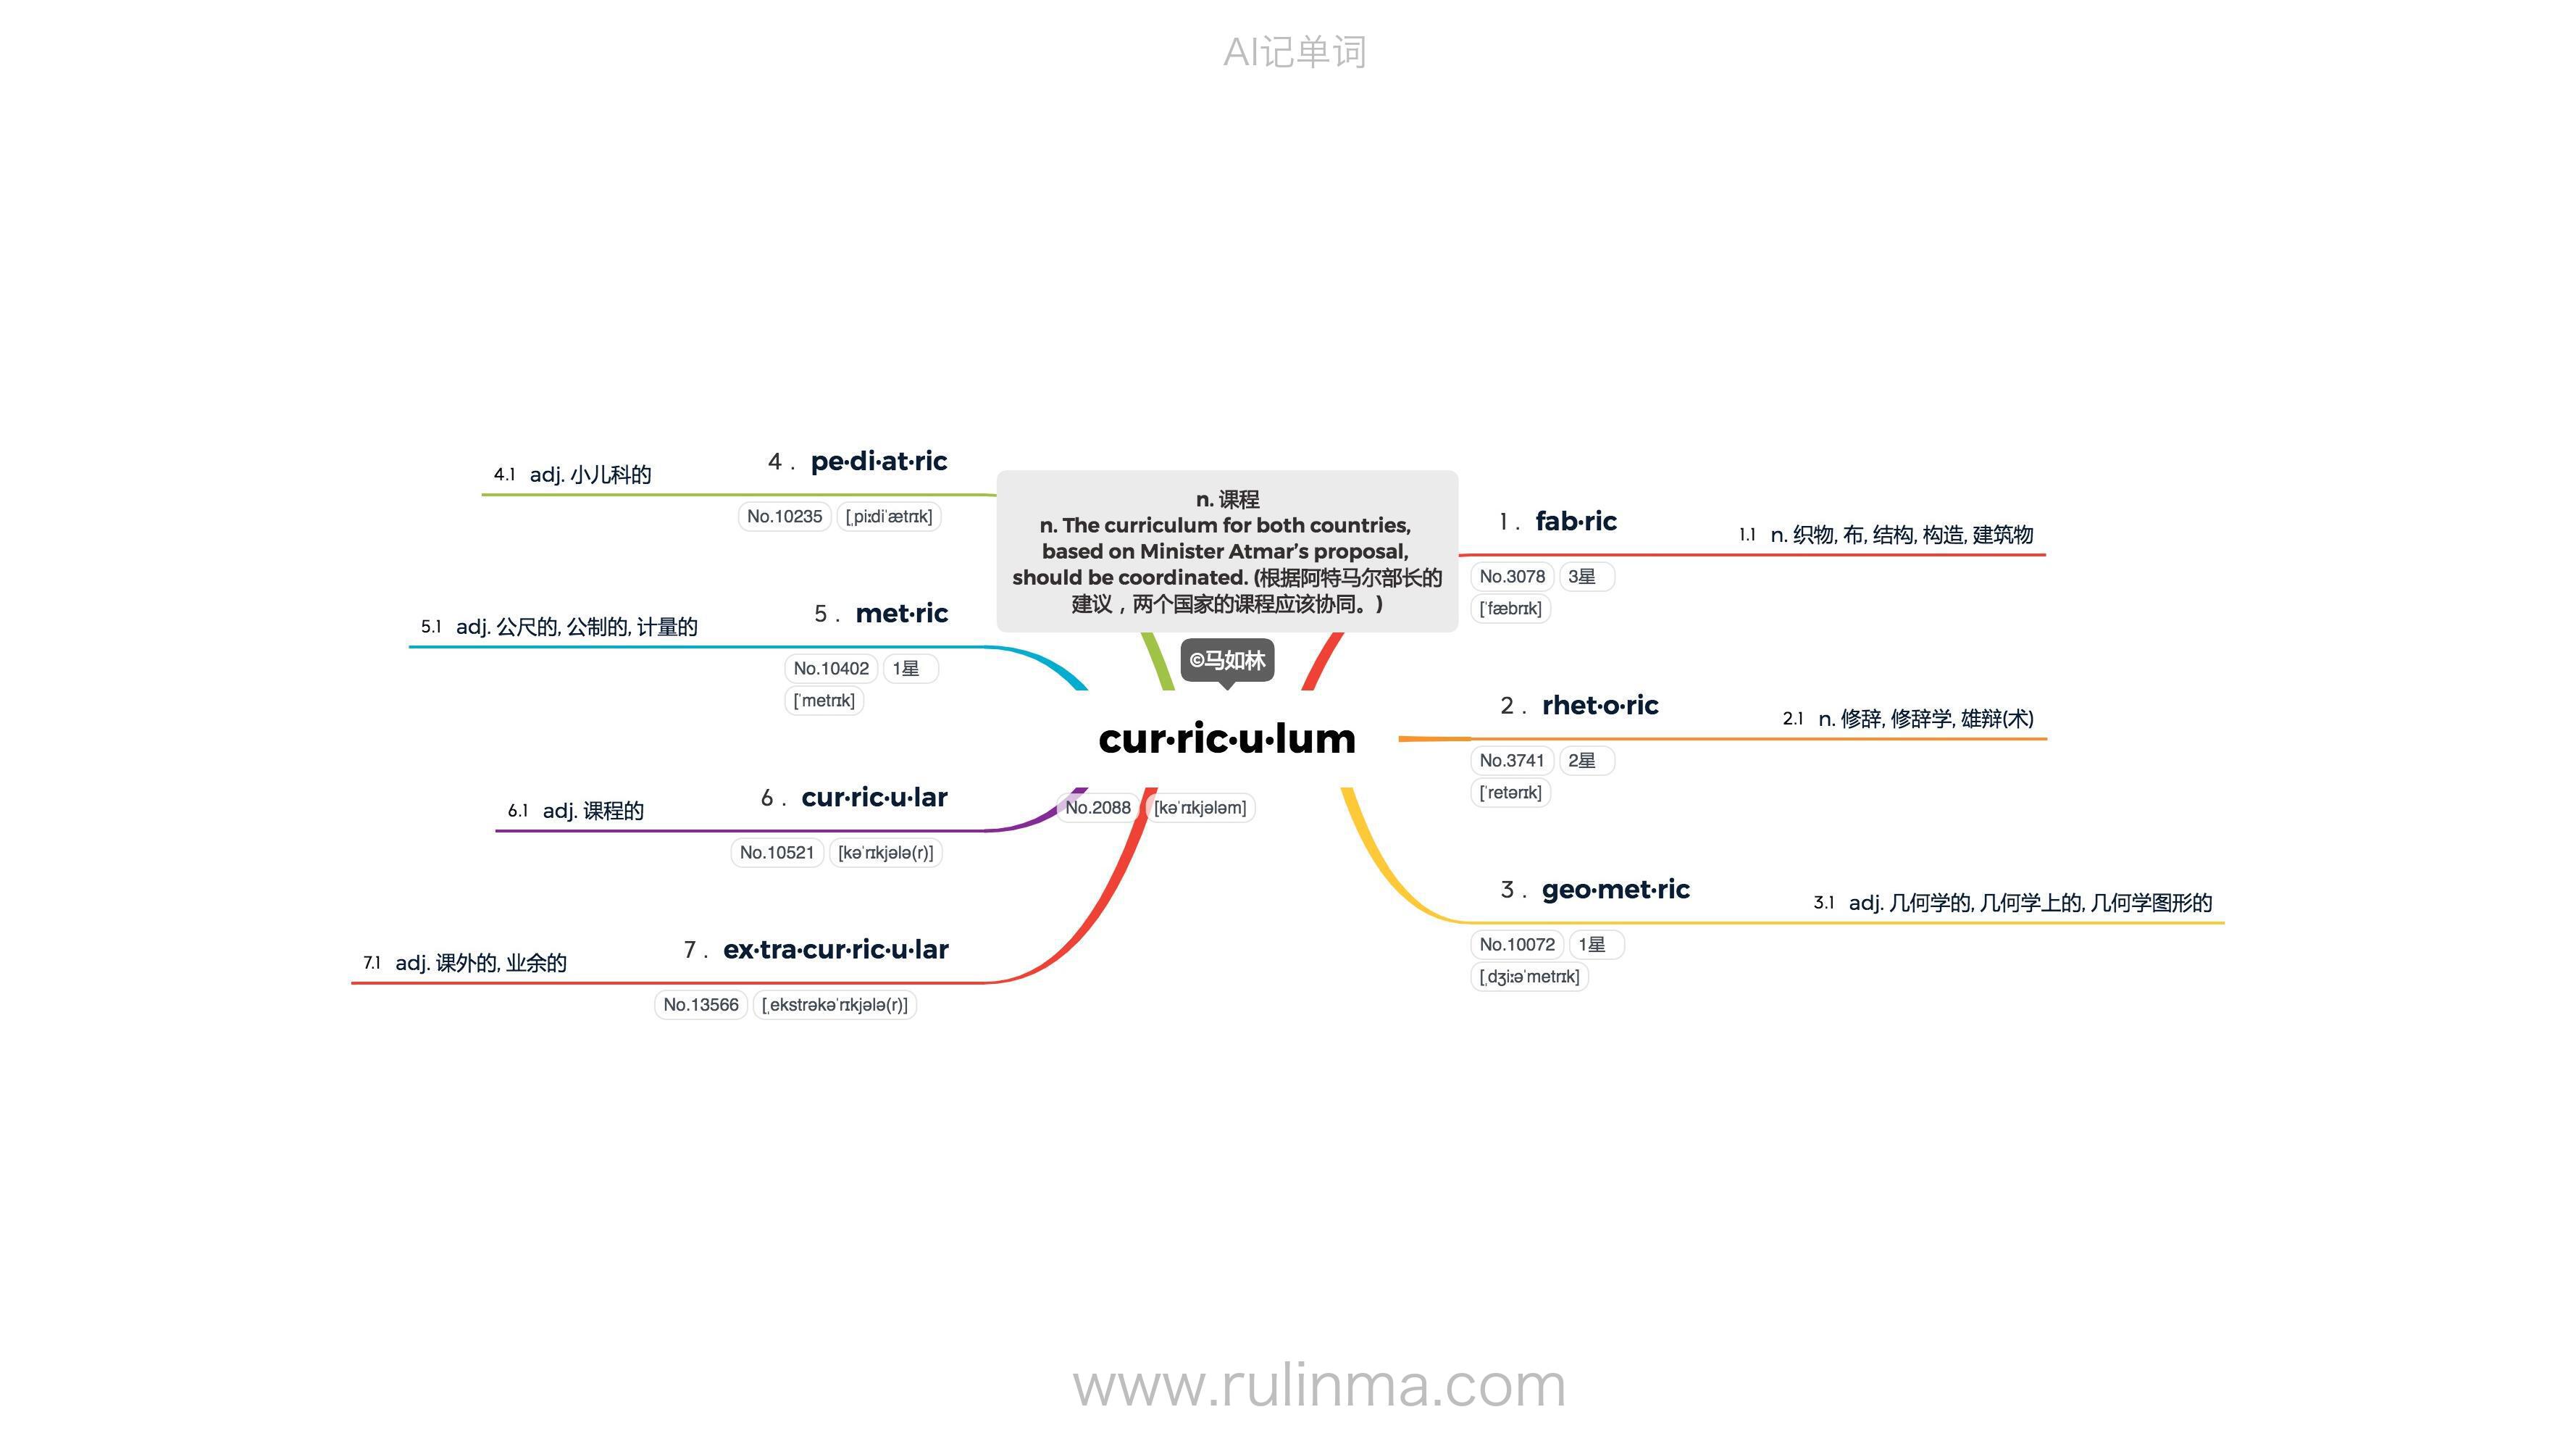 AI记单词
n. 课程
n. The curriculum for both countries,
based on Minister Atmar’s proposal,
should be coordinated. (根据阿特马尔部长的
建议，两个国家的课程应该协同。)
©马如林
cur·ric·u·lum
No.2088 [kəˈrɪkjələm]
1 . fab·ric
No.3078 3星
[ˈfæbrɪk]
1.1 n. 织物, 布, 结构, 构造, 建筑物
2 . rhet·o·ric
No.3741 2星
[ˈretərɪk]
2.1 n. 修辞, 修辞学, 雄辩(术)
3 . geo·met·ric
No.10072 1星
[ˌdʒiːəˈmetrɪk]
3.1 adj. 几何学的, 几何学上的, 几何学图形的
4 . pe·di·at·ric
No.10235 [ˌpiːdiˈætrɪk]
4.1 adj. 小儿科的
5 . met·ric
No.10402 1星
[ˈmetrɪk]
5.1 adj. 公尺的, 公制的, 计量的
6 . cur·ric·u·lar
No.10521 [kəˈrɪkjələ(r)]
6.1 adj. 课程的
7 . ex·tra·cur·ric·u·lar
No.13566 [ˌekstrəkəˈrɪkjələ(r)]
7.1 adj. 课外的, 业余的
www.rulinma.com